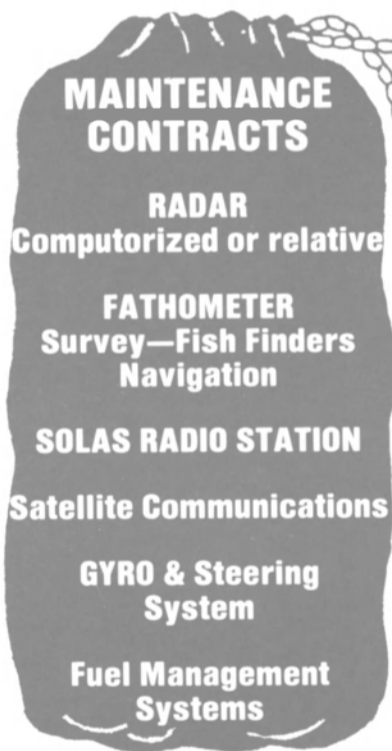 MAINTENANCE
CONTRACTS
RADAR
Computorized or relative
FATHOMETER
Survey—Fish Finders
Navigation
SOLAS RADIO STATION
Satellite Communications
GYRO & Steering
System
Fuel Management
Systems